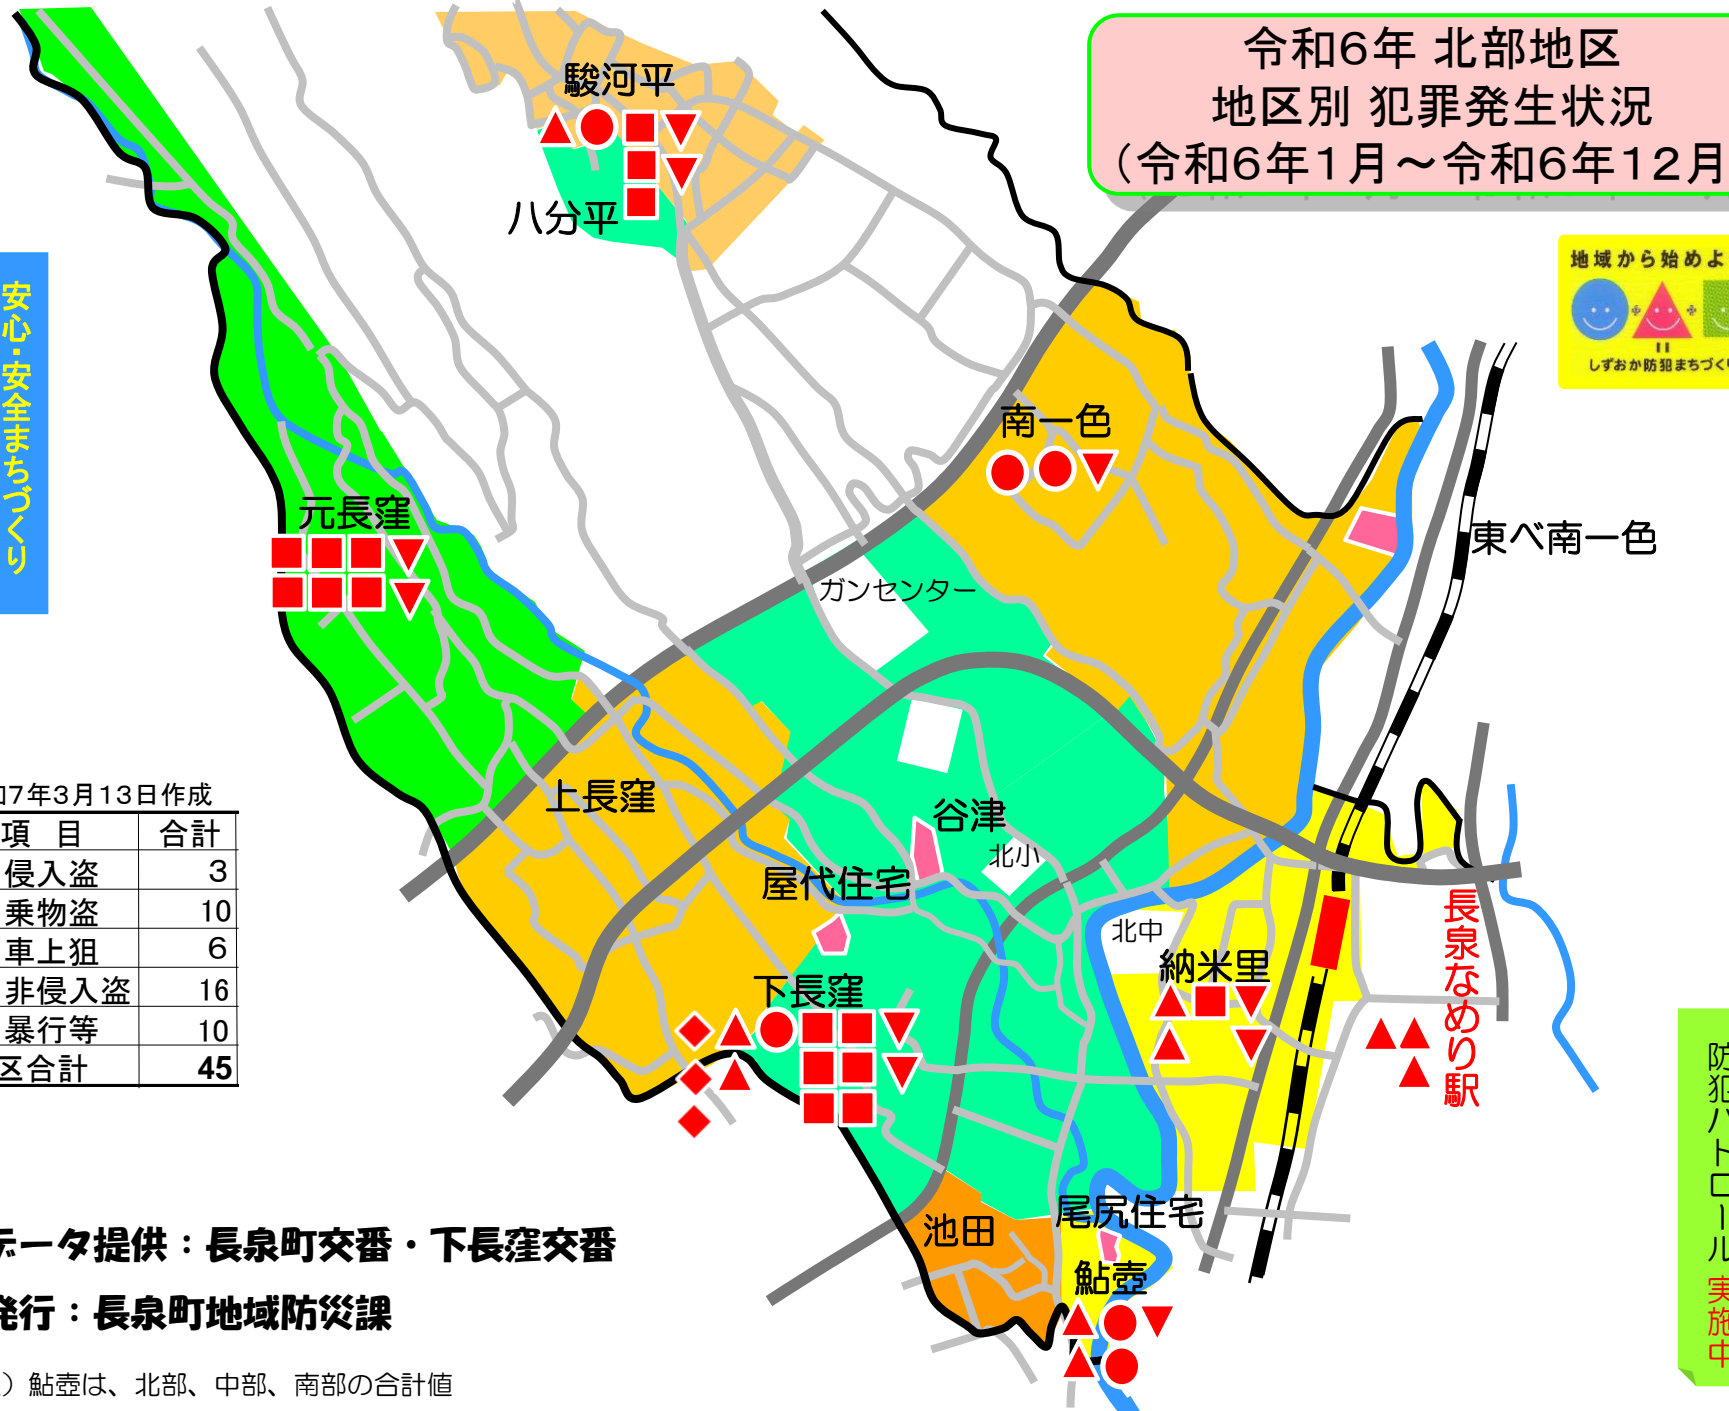 令和6年 北部地区
地区別 犯罪発生状況
（令和6年1月～令和6年12月
駿河平
八分平
地域から始めよ
しずおか防犯まちづく
安心・安全まちづくり
南一色
東べ南一色
元長窪
ガンセンター
上長窪
谷津
北小
屋代住宅
北中
納米里
長泉なめり駅
下長窪
7年3月13日作成
項 目 合計
侵入盗 3
乗物盗 10
車上狙 6
非侵入盗 16
暴行等 10
区合計 45
防犯パトロール実施中
尾尻住宅
池田
鮎壺
データ提供：長泉町交番・下長窪交番
発行：長泉町地域防災課
）鮎壺は、北部、中部、南部の合計値